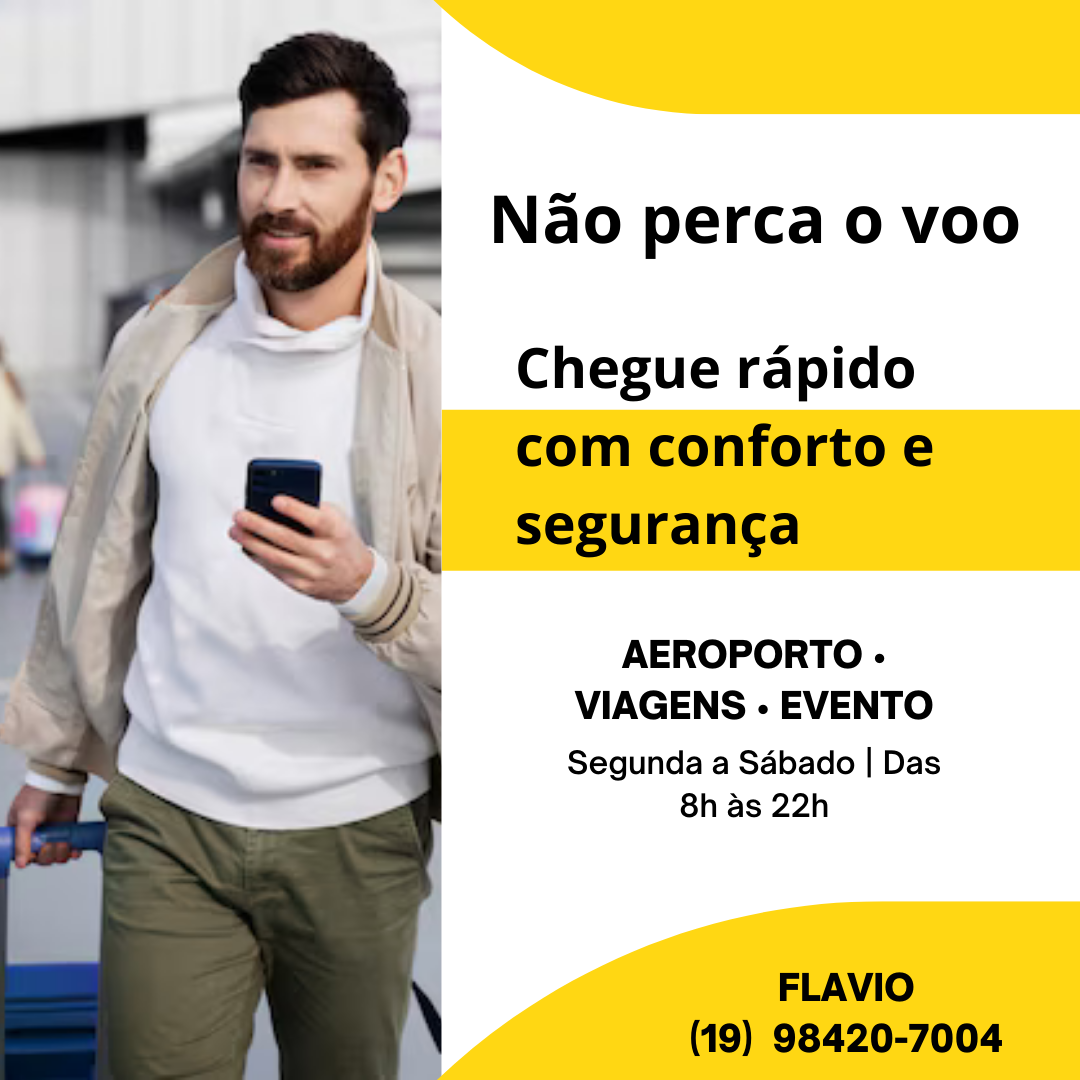 Não perca o voo
Chegue rápido
com conforto e
segurança
AEROPORTO •
VIAGENS • EVENTO
Segunda a Sábado | Das
8h às 22h
FLAVIO
(19) 98420-7004